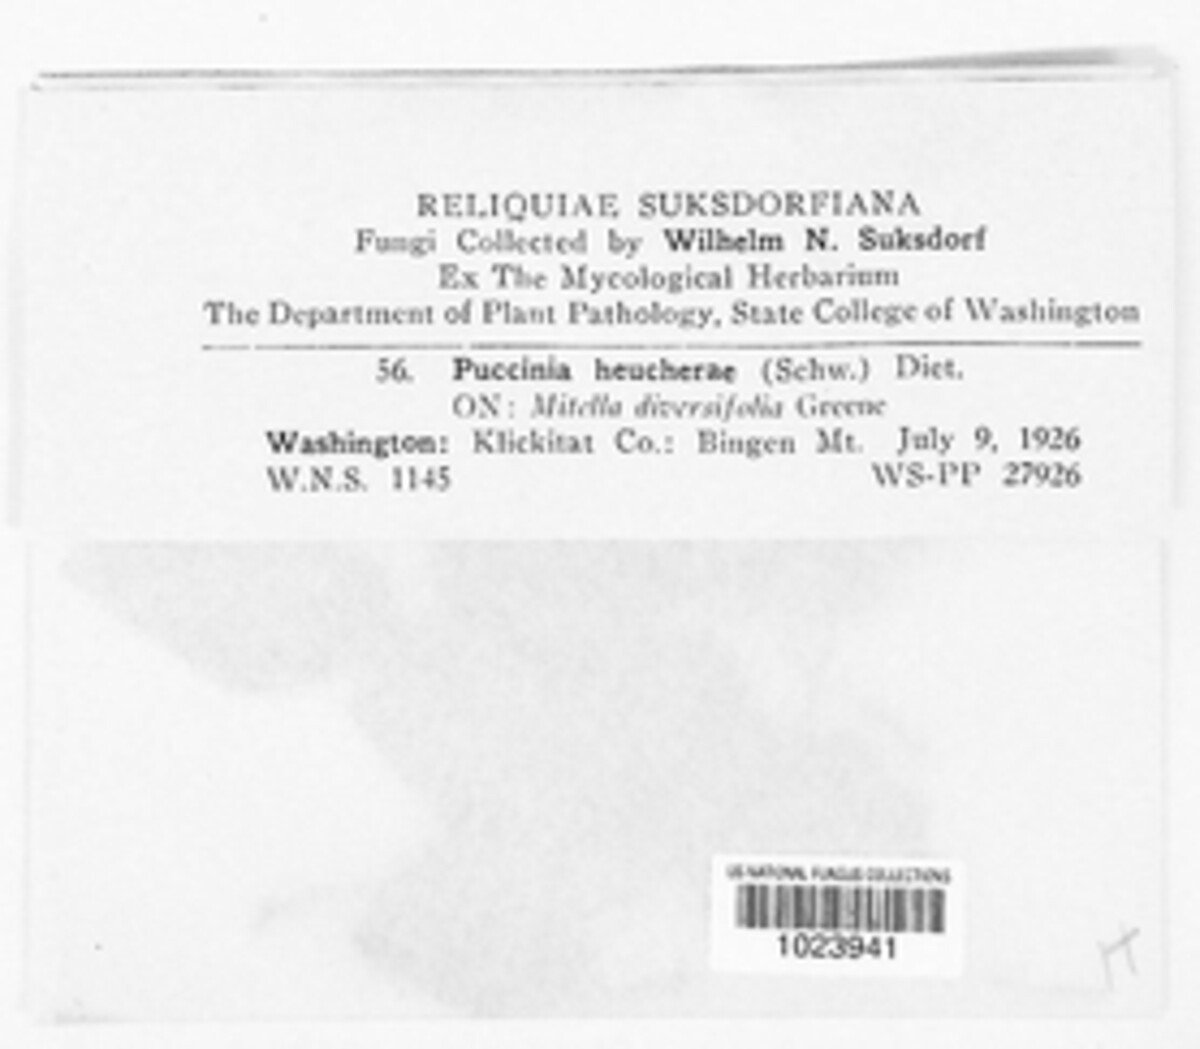 RELIQUIAE SUKSDORFIANA
Fungi Collected by Wilhelm N. Suksdorf
Ex The Mycological Herbarium
The Department of Plant Pathology, State College of Washington
56. Puccinia heucherae (Schw.) Diet.
ON: Mitella diversifolia Greene
Washington: Klickitat Co.: Bingen Mt. July 9, 1926
W.N.S. 1145 WS-PP 27926
US NATIONAL FUNGUS COLLECTIONS
1023941